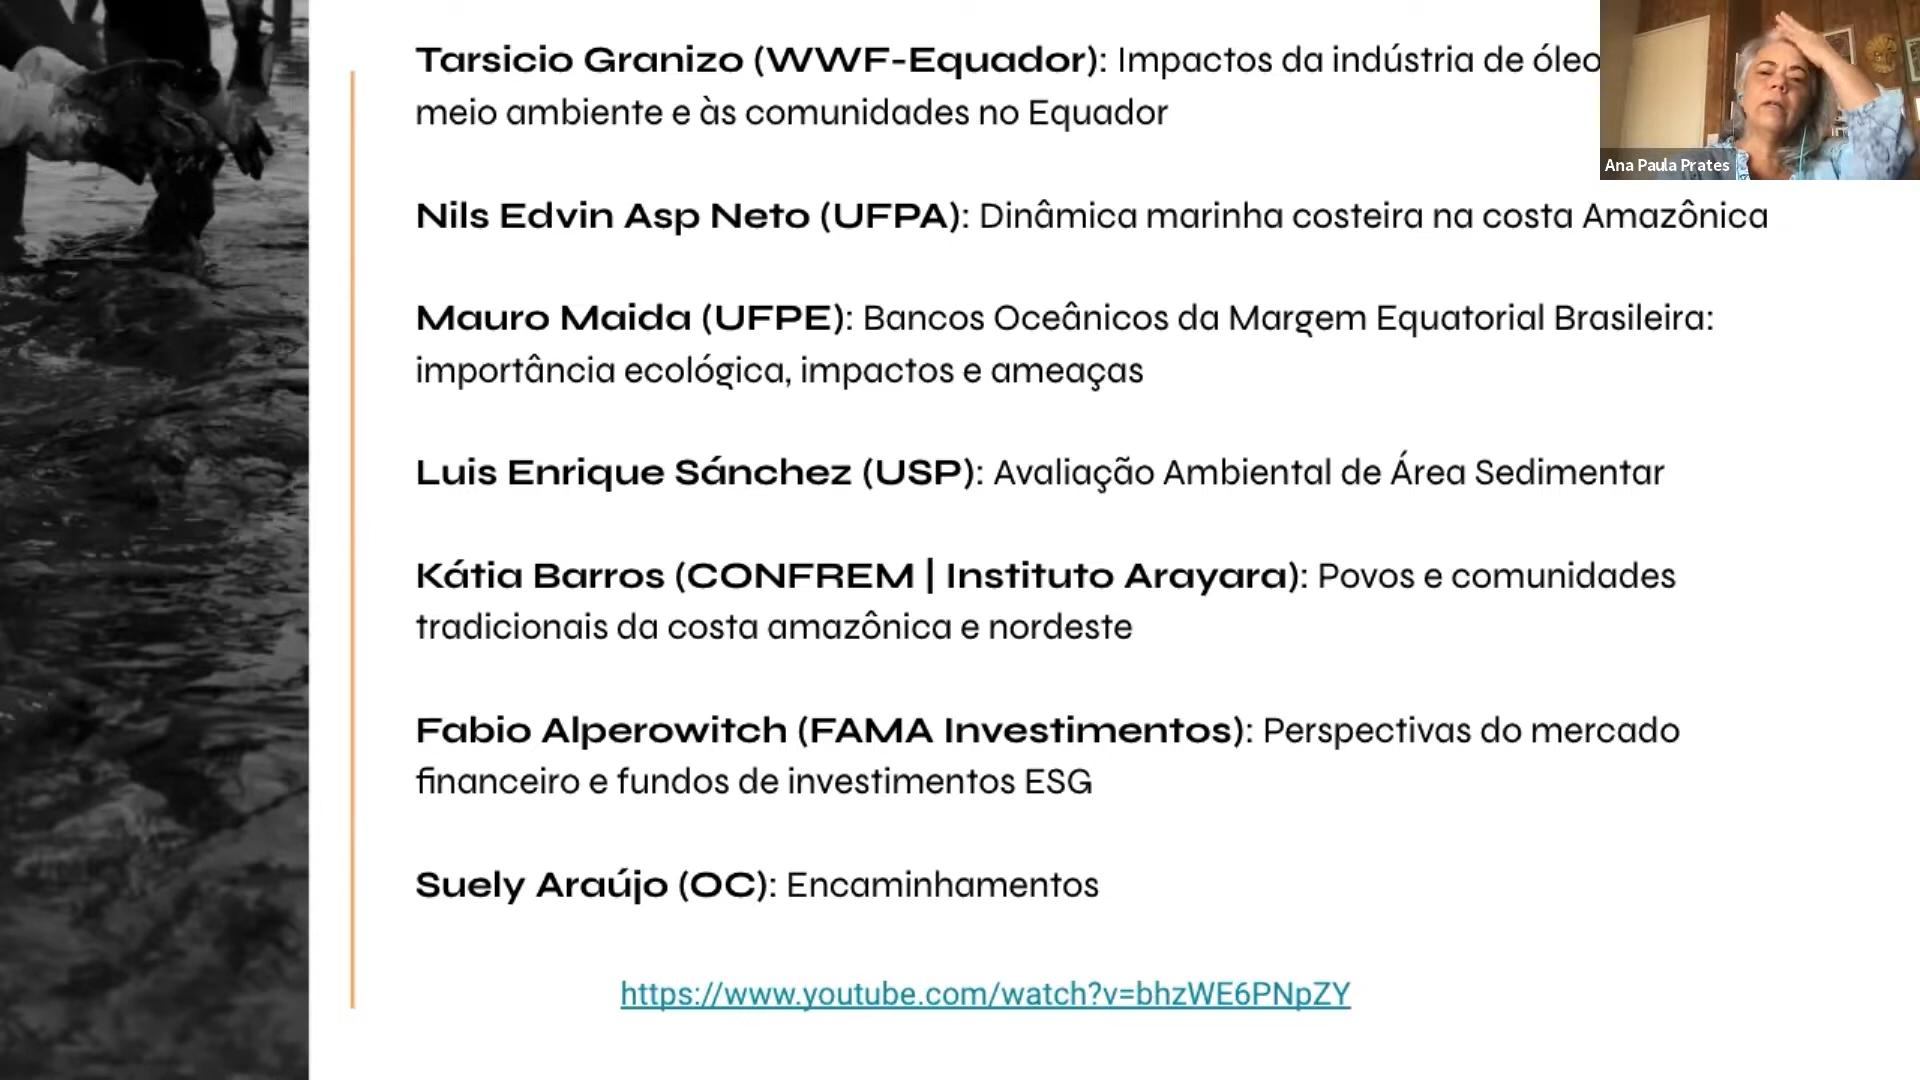 Tarsicio Granizo (WWF-Equador): Impactos da indústria de óleo
meio ambiente e às comunidades no Equador
Ana Paula Prates
Nils Edvin Asp Neto (UFPA): Dinâmica marinha costeira na costa Amazônica
Mauro Maida (UFPE): Bancos Oceânicos da Margem Equatorial Brasileira:
importância ecológica, impactos e ameaças
Luis Enrique Sánchez (USP): Avaliação Ambiental de Área Sedimentar
Kátia Barros (CONFREM | Instituto Arayara): Povos e comunidades
tradicionais da costa amazônica e nordeste
Fabio Alperowitch (FAMA Investimentos): Perspectivas do mercado
financeiro e fundos de investimentos ESG
Suely Araújo (OC): Encaminhamentos
https://www.youtube.com/watch?v=bhzWE6PNpZY